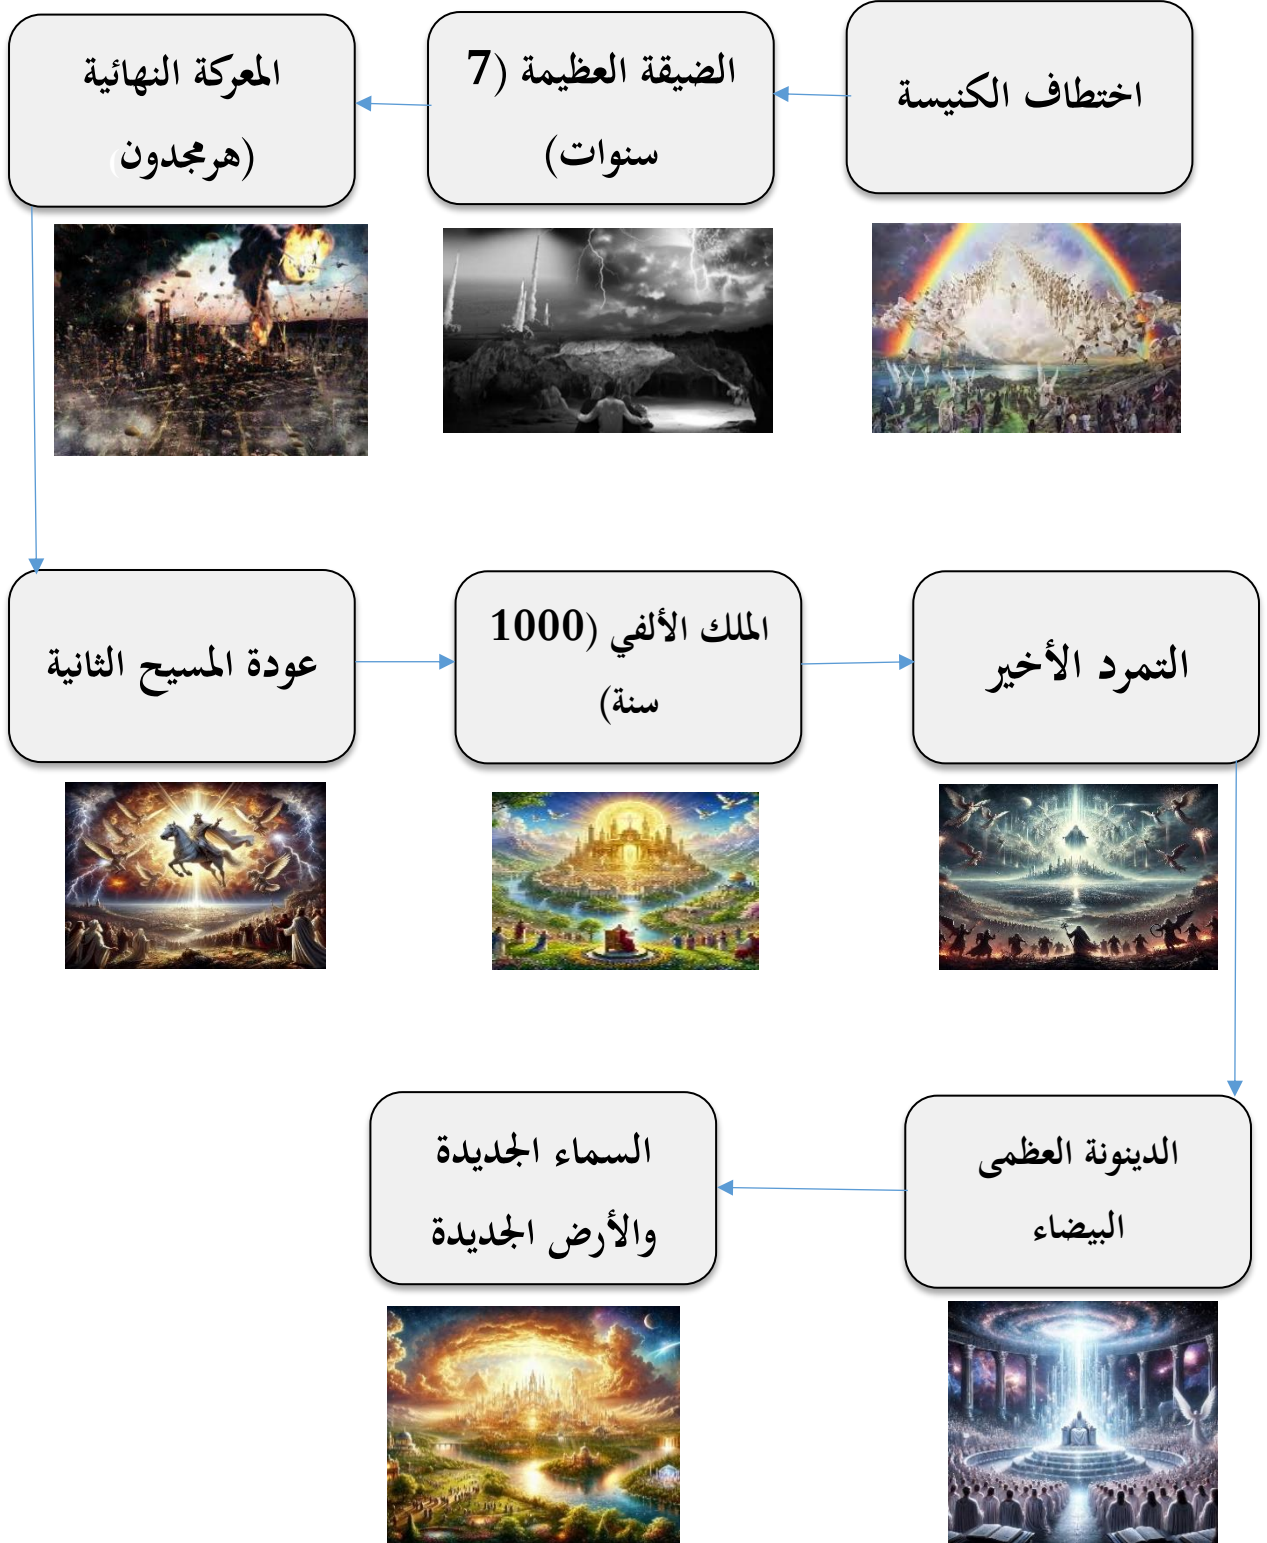 اختطاف الكنيسة
الضيقة العظيمة (7
سنوات)
المعركة النهائية
(هرمجدون)
عودة المسيح الثانية
الملك الألفي (1000
سنة)
التمرد الأخير
الدينونة العظمى
البيضاء
السماء الجديدة
والأرض الجديدة